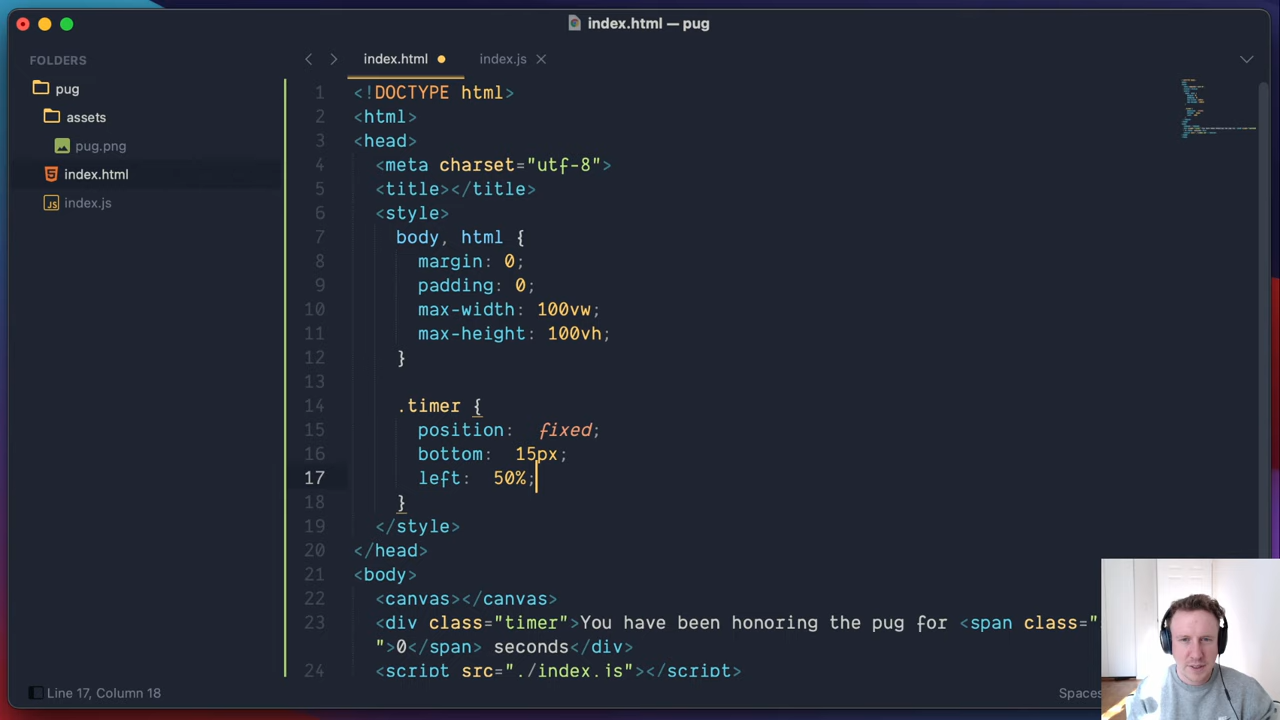 index.html — pug
FOLDERS
pug
assets
pug.png
index.html
index.js
index.html
index.js
1 <!DOCTYPE html>
2 <html>
3 <head>
4 <meta charset="utf-8">
5 <title></title>
6 <style>
7 body, html {
8 margin: 0;
9 padding: 0;
10 max-width: 100vw;
11 max-height: 100vh;
12 }
13
14 .timer {
15 position: fixed;
16 bottom: 15px;
17 left: 50%;
18 }
19 </style>
20 </head>
21 <body>
22 <canvas></canvas>
23 <div class="timer">You have been honoring the pug for <span class="
">0</span> seconds</div>
24 <script src="./index.js"></script>
Line 17, Column 18
Spaces